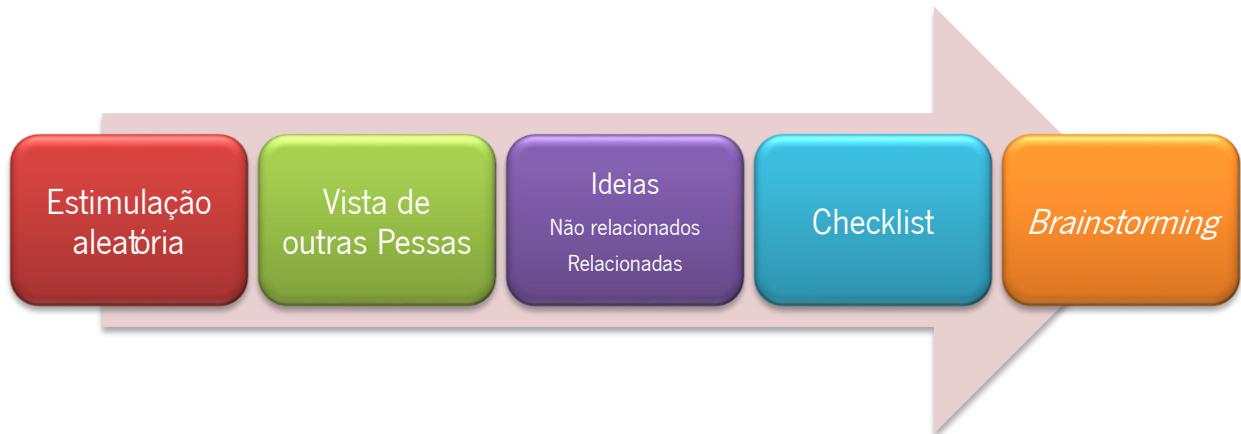 Estimulação
aleatória
Vista de
outras Pessas
Ideias
Não relacionados
Relacionadas
Checklist
Brainstorming